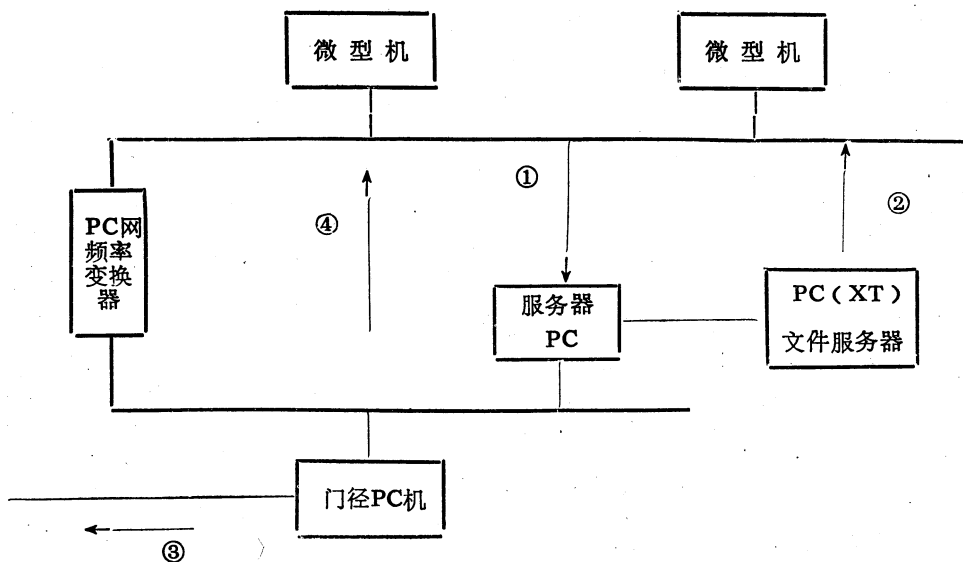 微型机
微型机
①
②
PC网
频率
变换
器
④
服务器
PC
PC(XT)
文件服务器
门径PC机
③